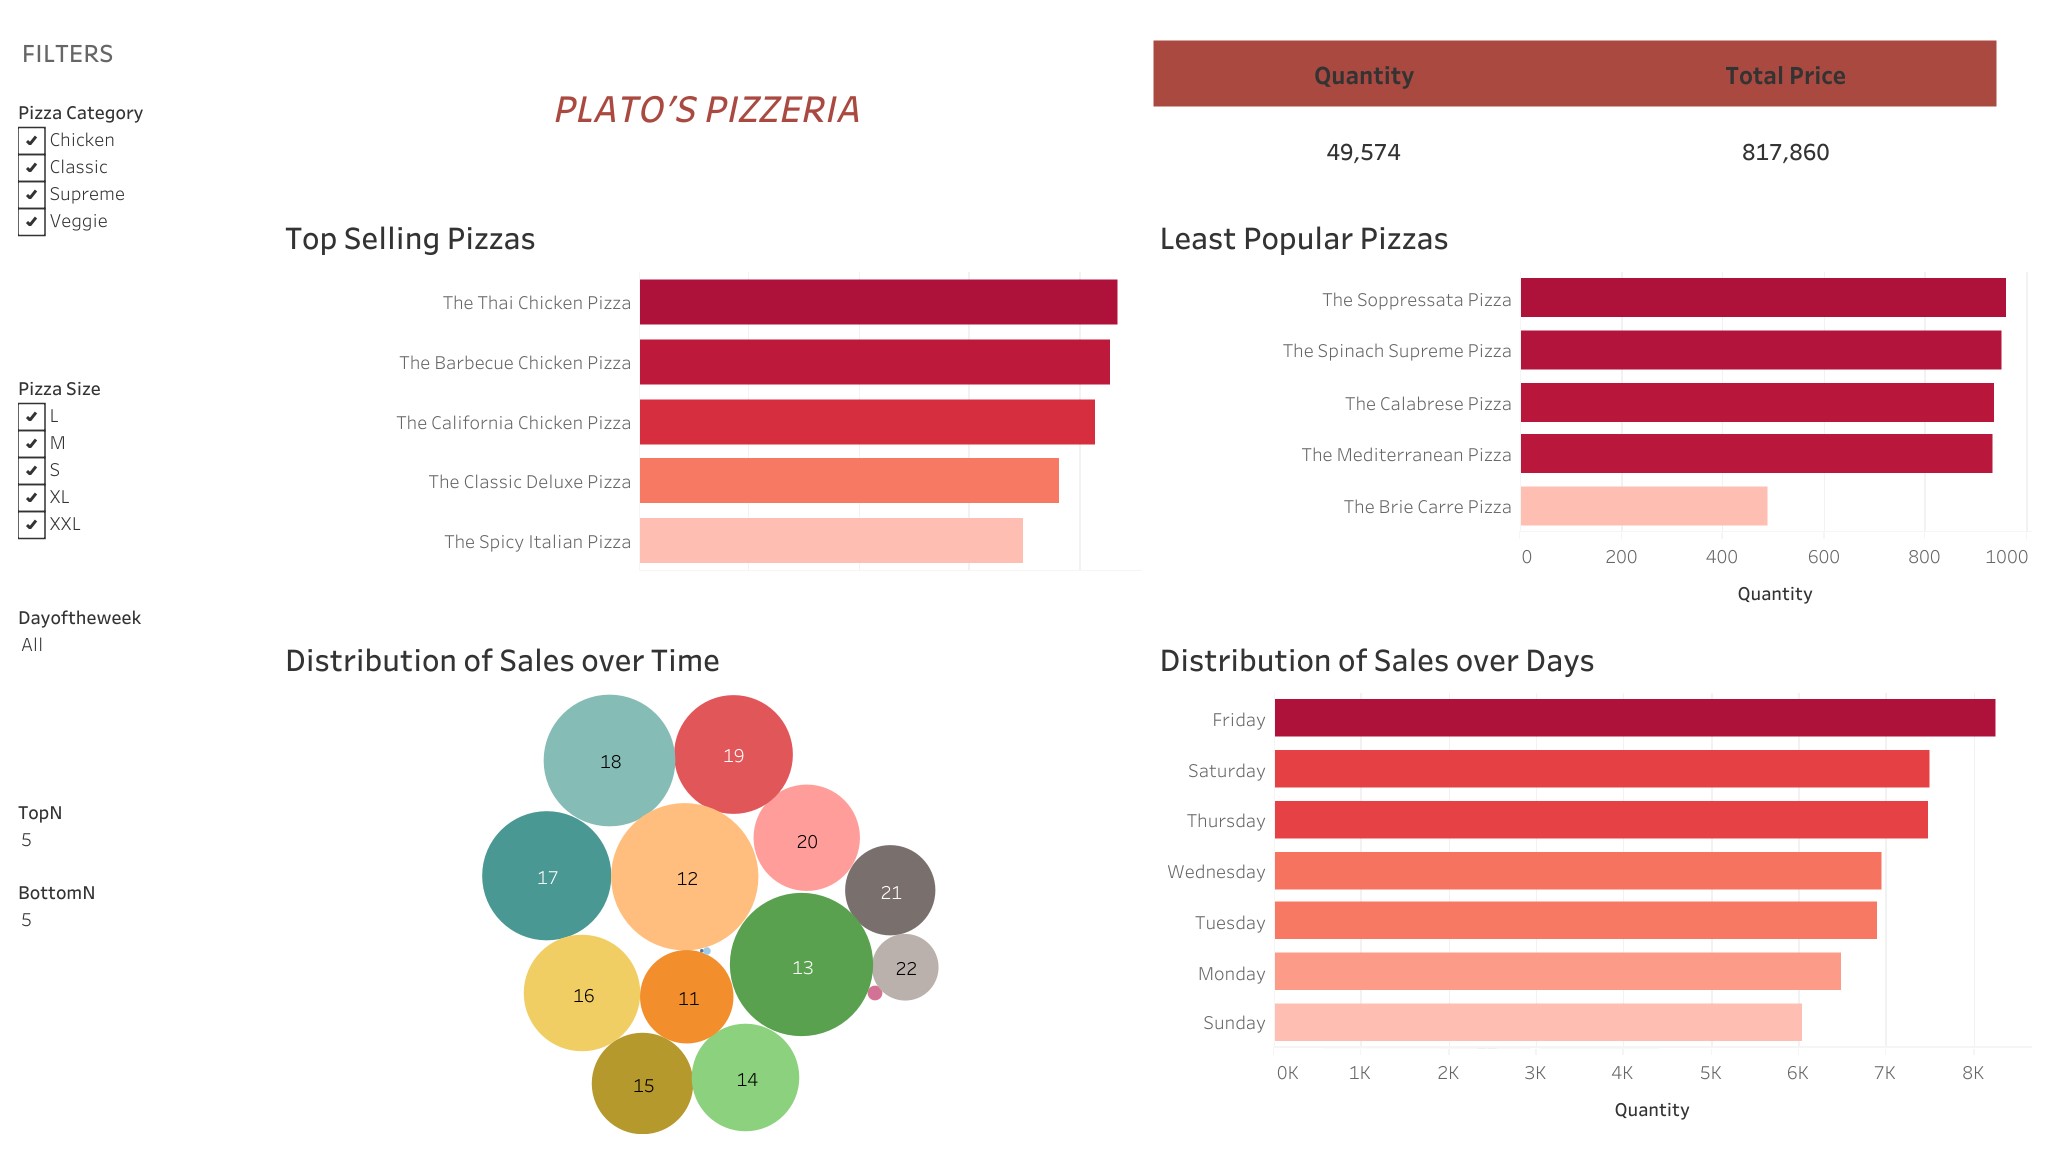 FILTERS
Pizza Category
Chicken
Classic
Supreme
Veggie
Pizza Size
L
M
S
XL
XXL
Dayoftheweek
All
TopN
5
BottomN
5
PLATO’S PIZZERIA
Quantity Total Price
49,574 817,860
Top Selling Pizzas
The Thai Chicken Pizza
The Barbecue Chicken Pizza
The California Chicken Pizza
The Classic Deluxe Pizza
The Spicy Italian Pizza
Least Popular Pizzas
The Soppressata Pizza
The Spinach Supreme Pizza
The Calabrese Pizza
The Mediterranean Pizza
The Brie Carre Pizza
0 200 400 600 800 1000
Quantity
Distribution of Sales over Time
18
19
20
17
12
21
13
22
16
11
15
14
Distribution of Sales over Days
Friday
Saturday
Thursday
Wednesday
Tuesday
Monday
Sunday
0K 1K 2K 3K 4K 5K 6K 7K 8K
Quantity